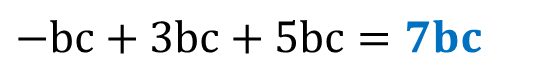 −bc + 3bc + 5bc = 7bc